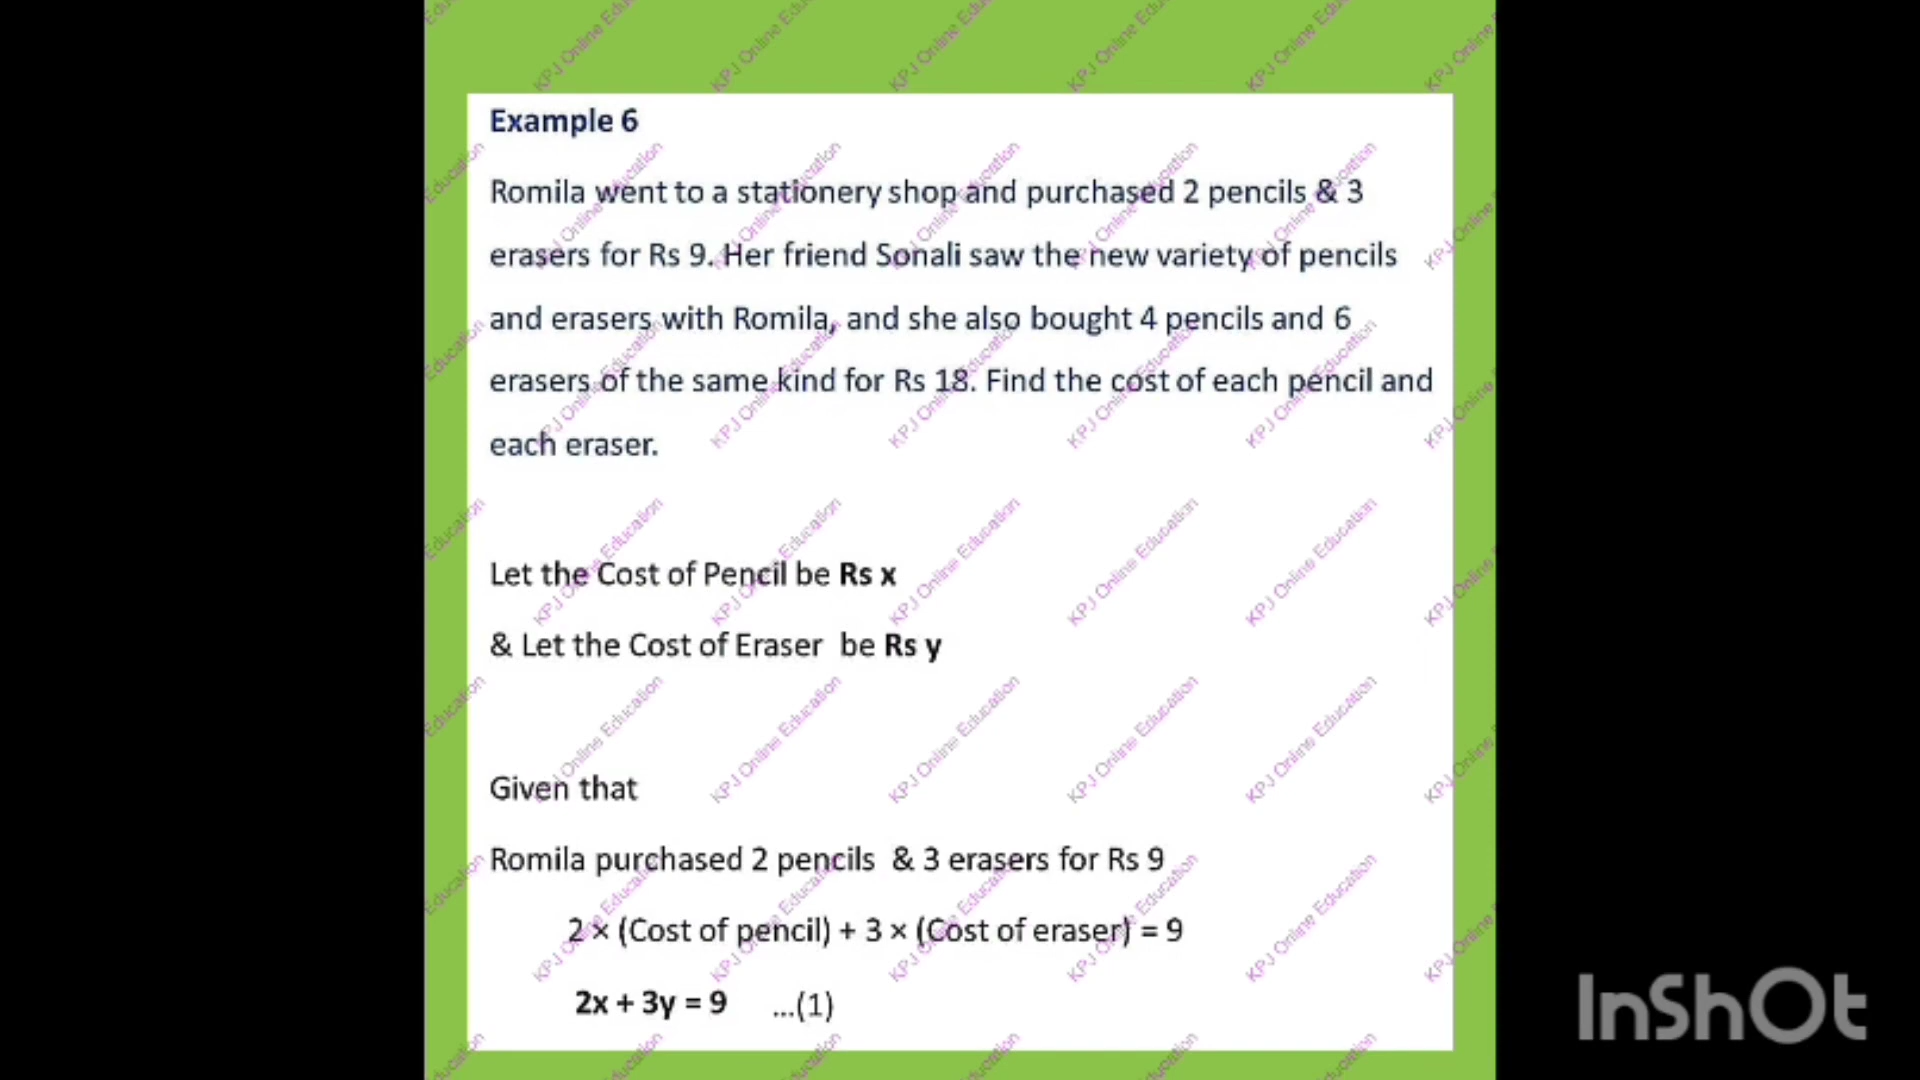 Example 6
Romila went to a stationery shop and purchased 2 pencils & 3
erasers for Rs 9. Her friend Sonali saw the new variety of pencils
and erasers with Romila, and she also bought 4 pencils and 6
erasers of the same kind for Rs 18. Find the cost of each pencil and
each eraser.
Let the Cost of Pencil be Rs x
& Let the Cost of Eraser  be Rs y
Given that
Romila purchased 2 pencils  & 3 erasers for Rs 9
2 × (Cost of pencil) + 3 × (Cost of eraser) = 9
2x + 3y = 9 ...(1)
KPJ Online Education
InShOt